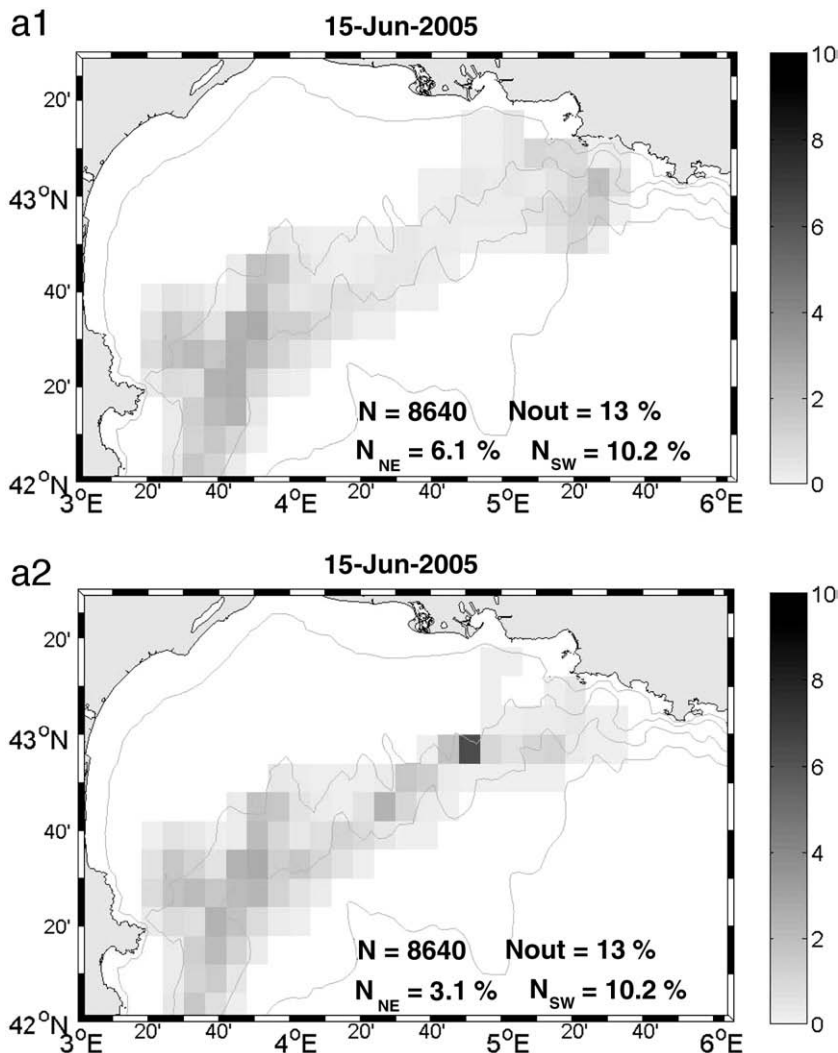 a1
15-Jun-2005
20'
43°N
40'
20'
42°N
N = 8640 Nout = 13 %
N_NE = 6.1 % N_SW = 10.2 %
3°E 20' 40' 4°E 20' 40' 5°E 20' 40' 6°E
10
8
6
4
2
0
a2
15-Jun-2005
20'
43°N
40'
20'
42°N
N = 8640 Nout = 13 %
N_NE = 3.1 % N_SW = 10.2 %
3°E 20' 40' 4°E 20' 40' 5°E 20' 40' 6°E
10
8
6
4
2
0